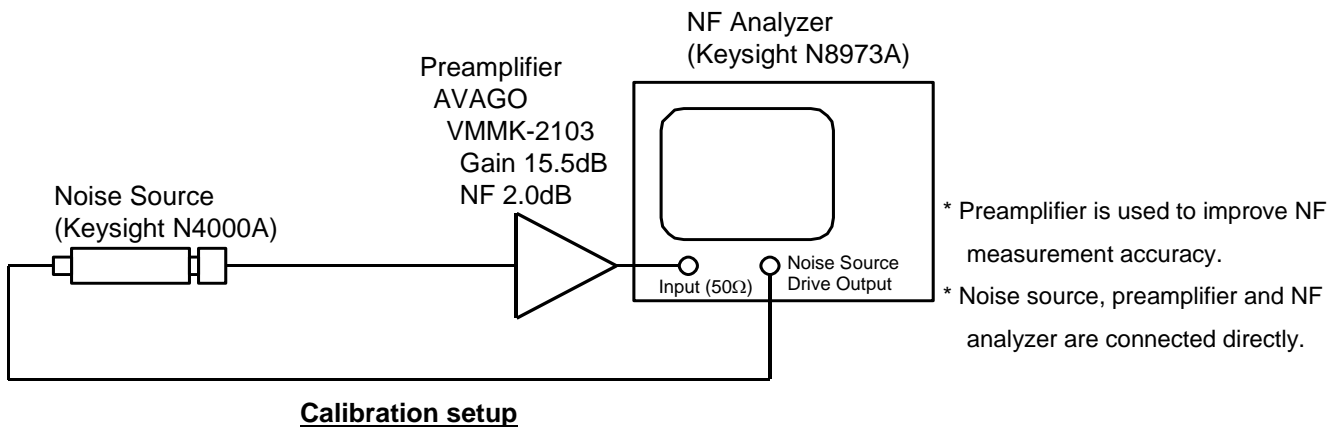 NF Analyzer
(Keysight N8973A)
Preamplifier
AVAGO
VMMK-2103
Gain 15.5dB
NF 2.0dB
Noise Source
(Keysight N4000A)
Input (50Ω)
Noise Source
Drive Output
* Preamplifier is used to improve NF
measurement accuracy.
* Noise source, preamplifier and NF
analyzer are connected directly.
Calibration setup